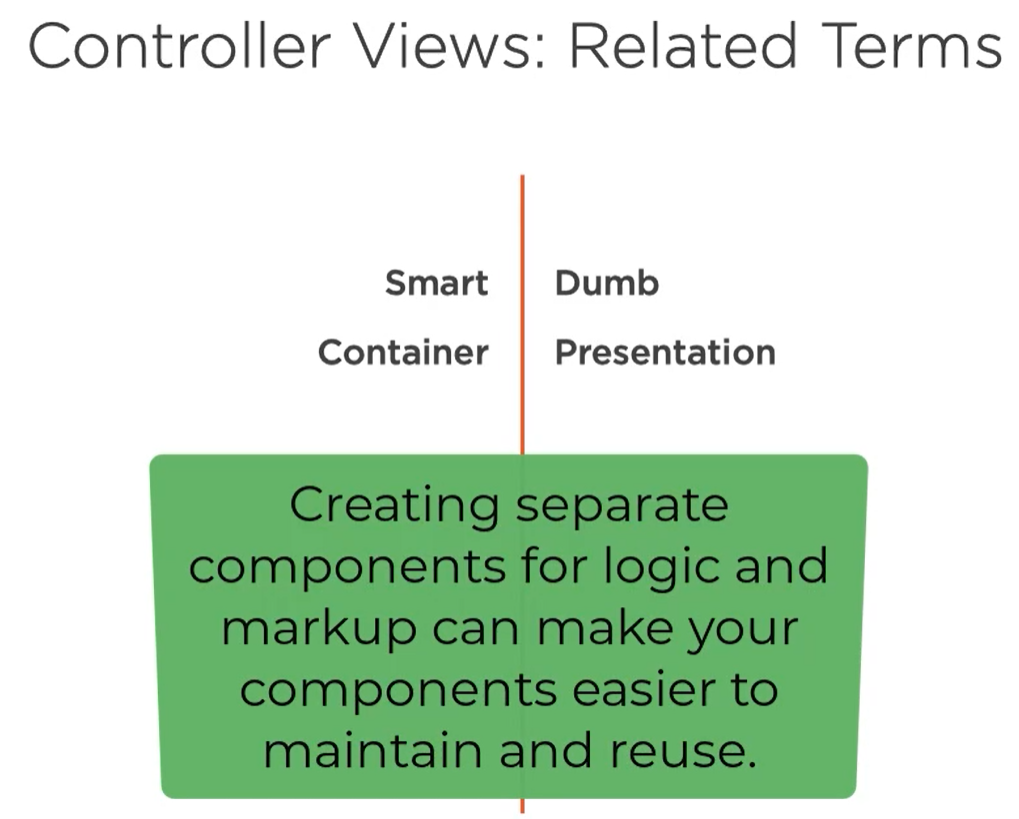 Controller Views: Related Terms
Smart
Dumb
Container
Presentation
Creating separate
components for logic and
markup can make your
components easier to
maintain and reuse.